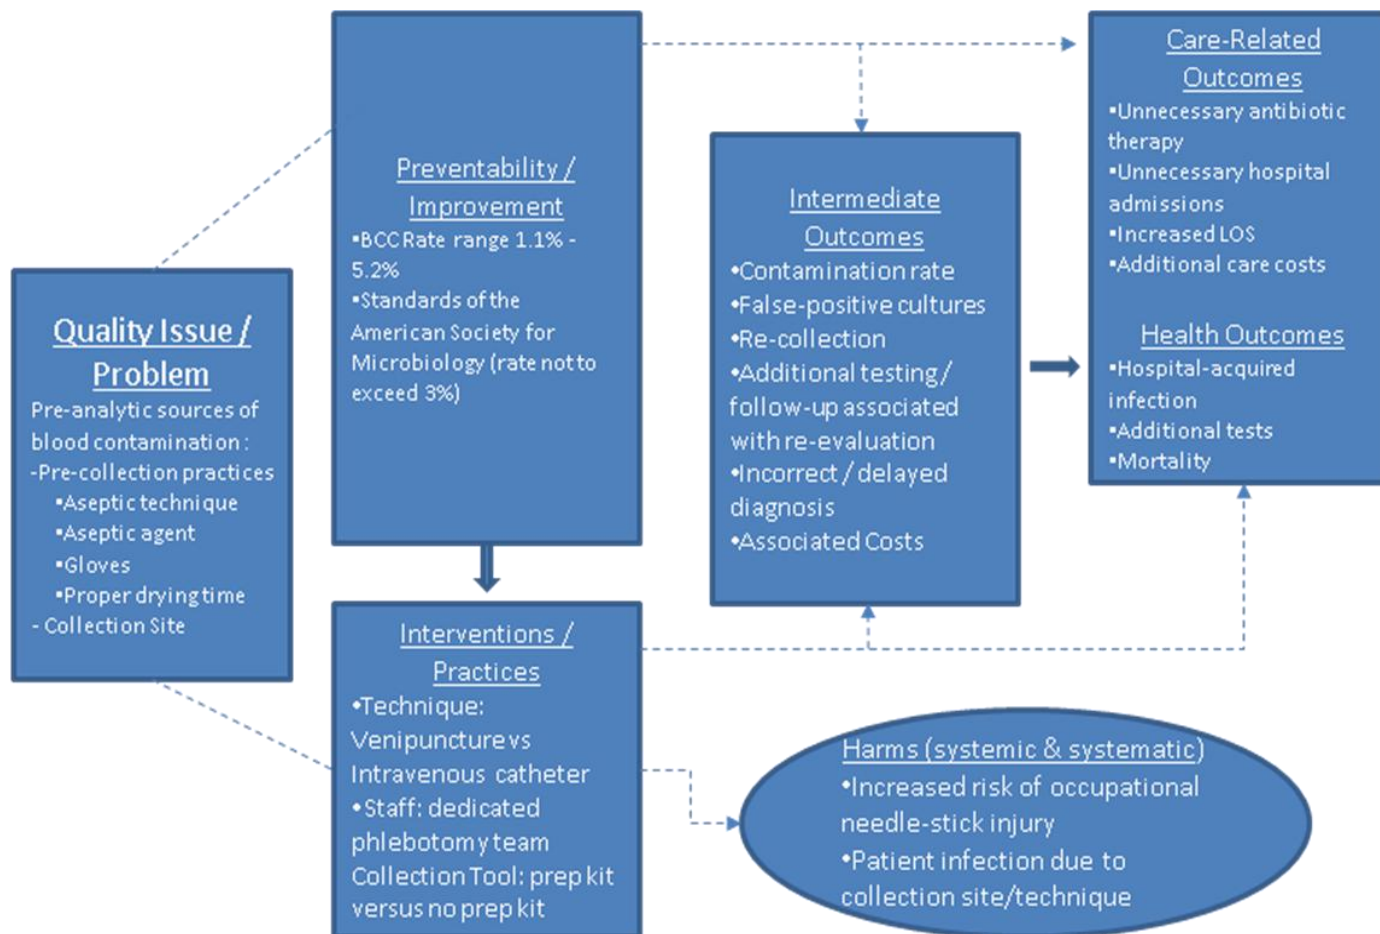 Quality Issue /
Problem
Pre-analytic sources of
blood contamination :
-Pre-collection practices
•Aseptic technique
•Aseptic agent
•Gloves
•Proper drying time
- Collection Site
Preventability /
Improvement
•BCC Rate range 1.1% -
5.2%
•Standards of the
American Society for
Microbiology (rate not to
exceed 3%)
Interventions /
Practices
•Technique:
Venipuncture vs
Intravenous catheter
•Staff: dedicated
phlebotomy team
Collection Tool: prep kit
versus no prep kit
Intermediate
Outcomes
•Contamination rate
•False-positive cultures
•Re-collection
•Additional testing /
follow-up associated
with re-evaluation
•Incorrect / delayed
diagnosis
•Associated Costs
Care-Related
Outcomes
•Unnecessary antibiotic
therapy
•Unnecessary hospital
admissions
•Increased LOS
•Additional care costs
Health Outcomes
•Hospital-acquired
infection
•Additional tests
•Mortality
Harms (systemic & systematic)
•Increased risk of occupational
needle-stick injury
•Patient infection due to
collection site/technique